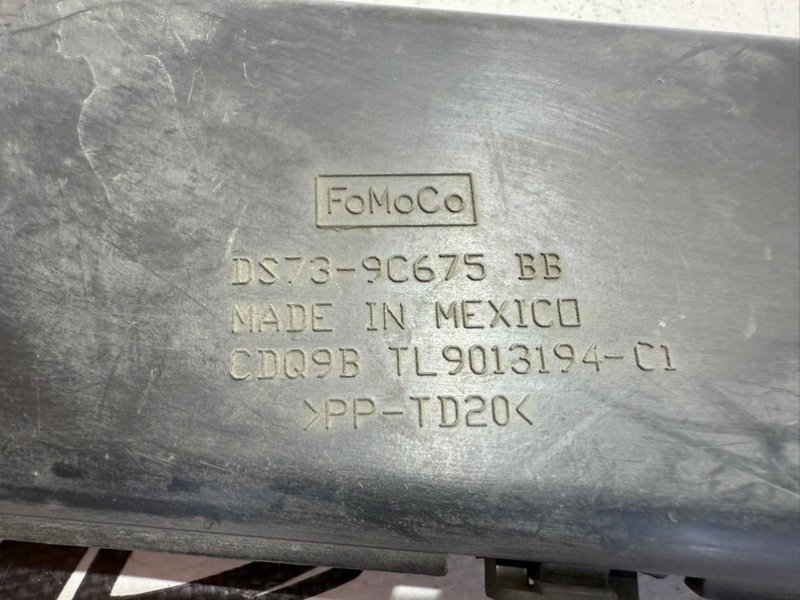 FoMoCo
DS73-9C675 BB
MADE IN MEXICO
CDQ9B TL9013194-C1
>PP-TD20<